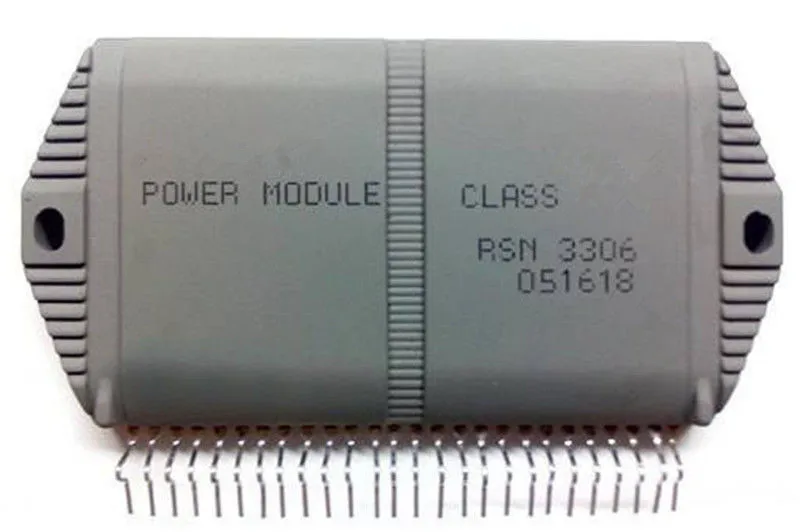 POWER MODULE CLASS
RSN 3306
051618